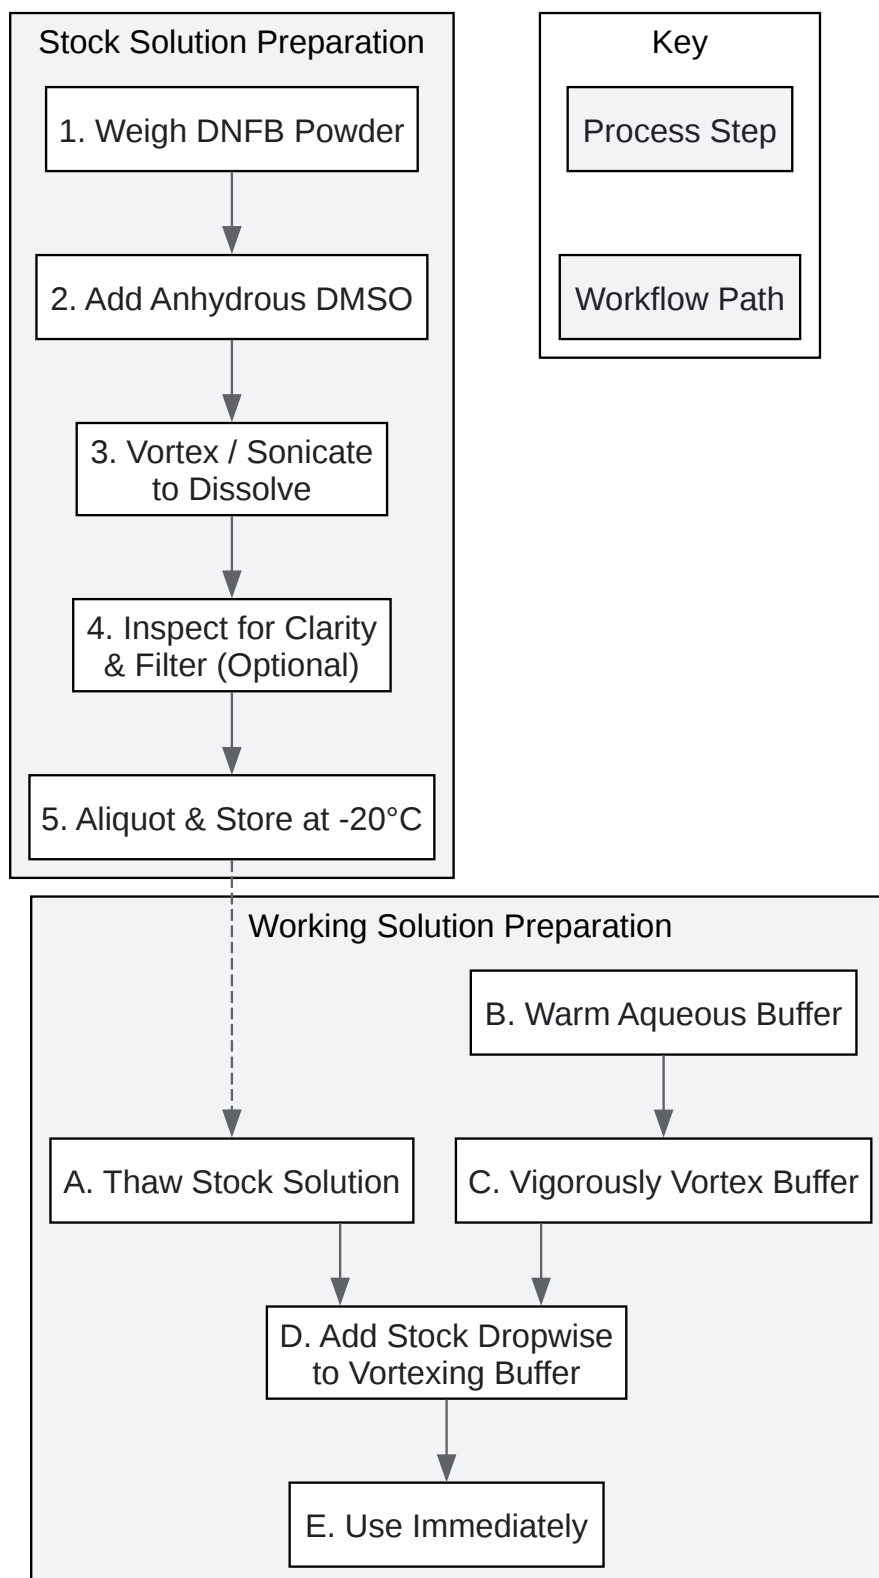 Stock Solution Preparation
1. Weigh DNFB Powder
2. Add Anhydrous DMSO
3. Vortex / Sonicate
to Dissolve
4. Inspect for Clarity
& Filter (Optional)
5. Aliquot & Store at -20°C
Key
Process Step
Workflow Path
Working Solution Preparation
B. Warm Aqueous Buffer
A. Thaw Stock Solution
C. Vigorously Vortex Buffer
D. Add Stock Dropwise
to Vortexing Buffer
E. Use Immediately